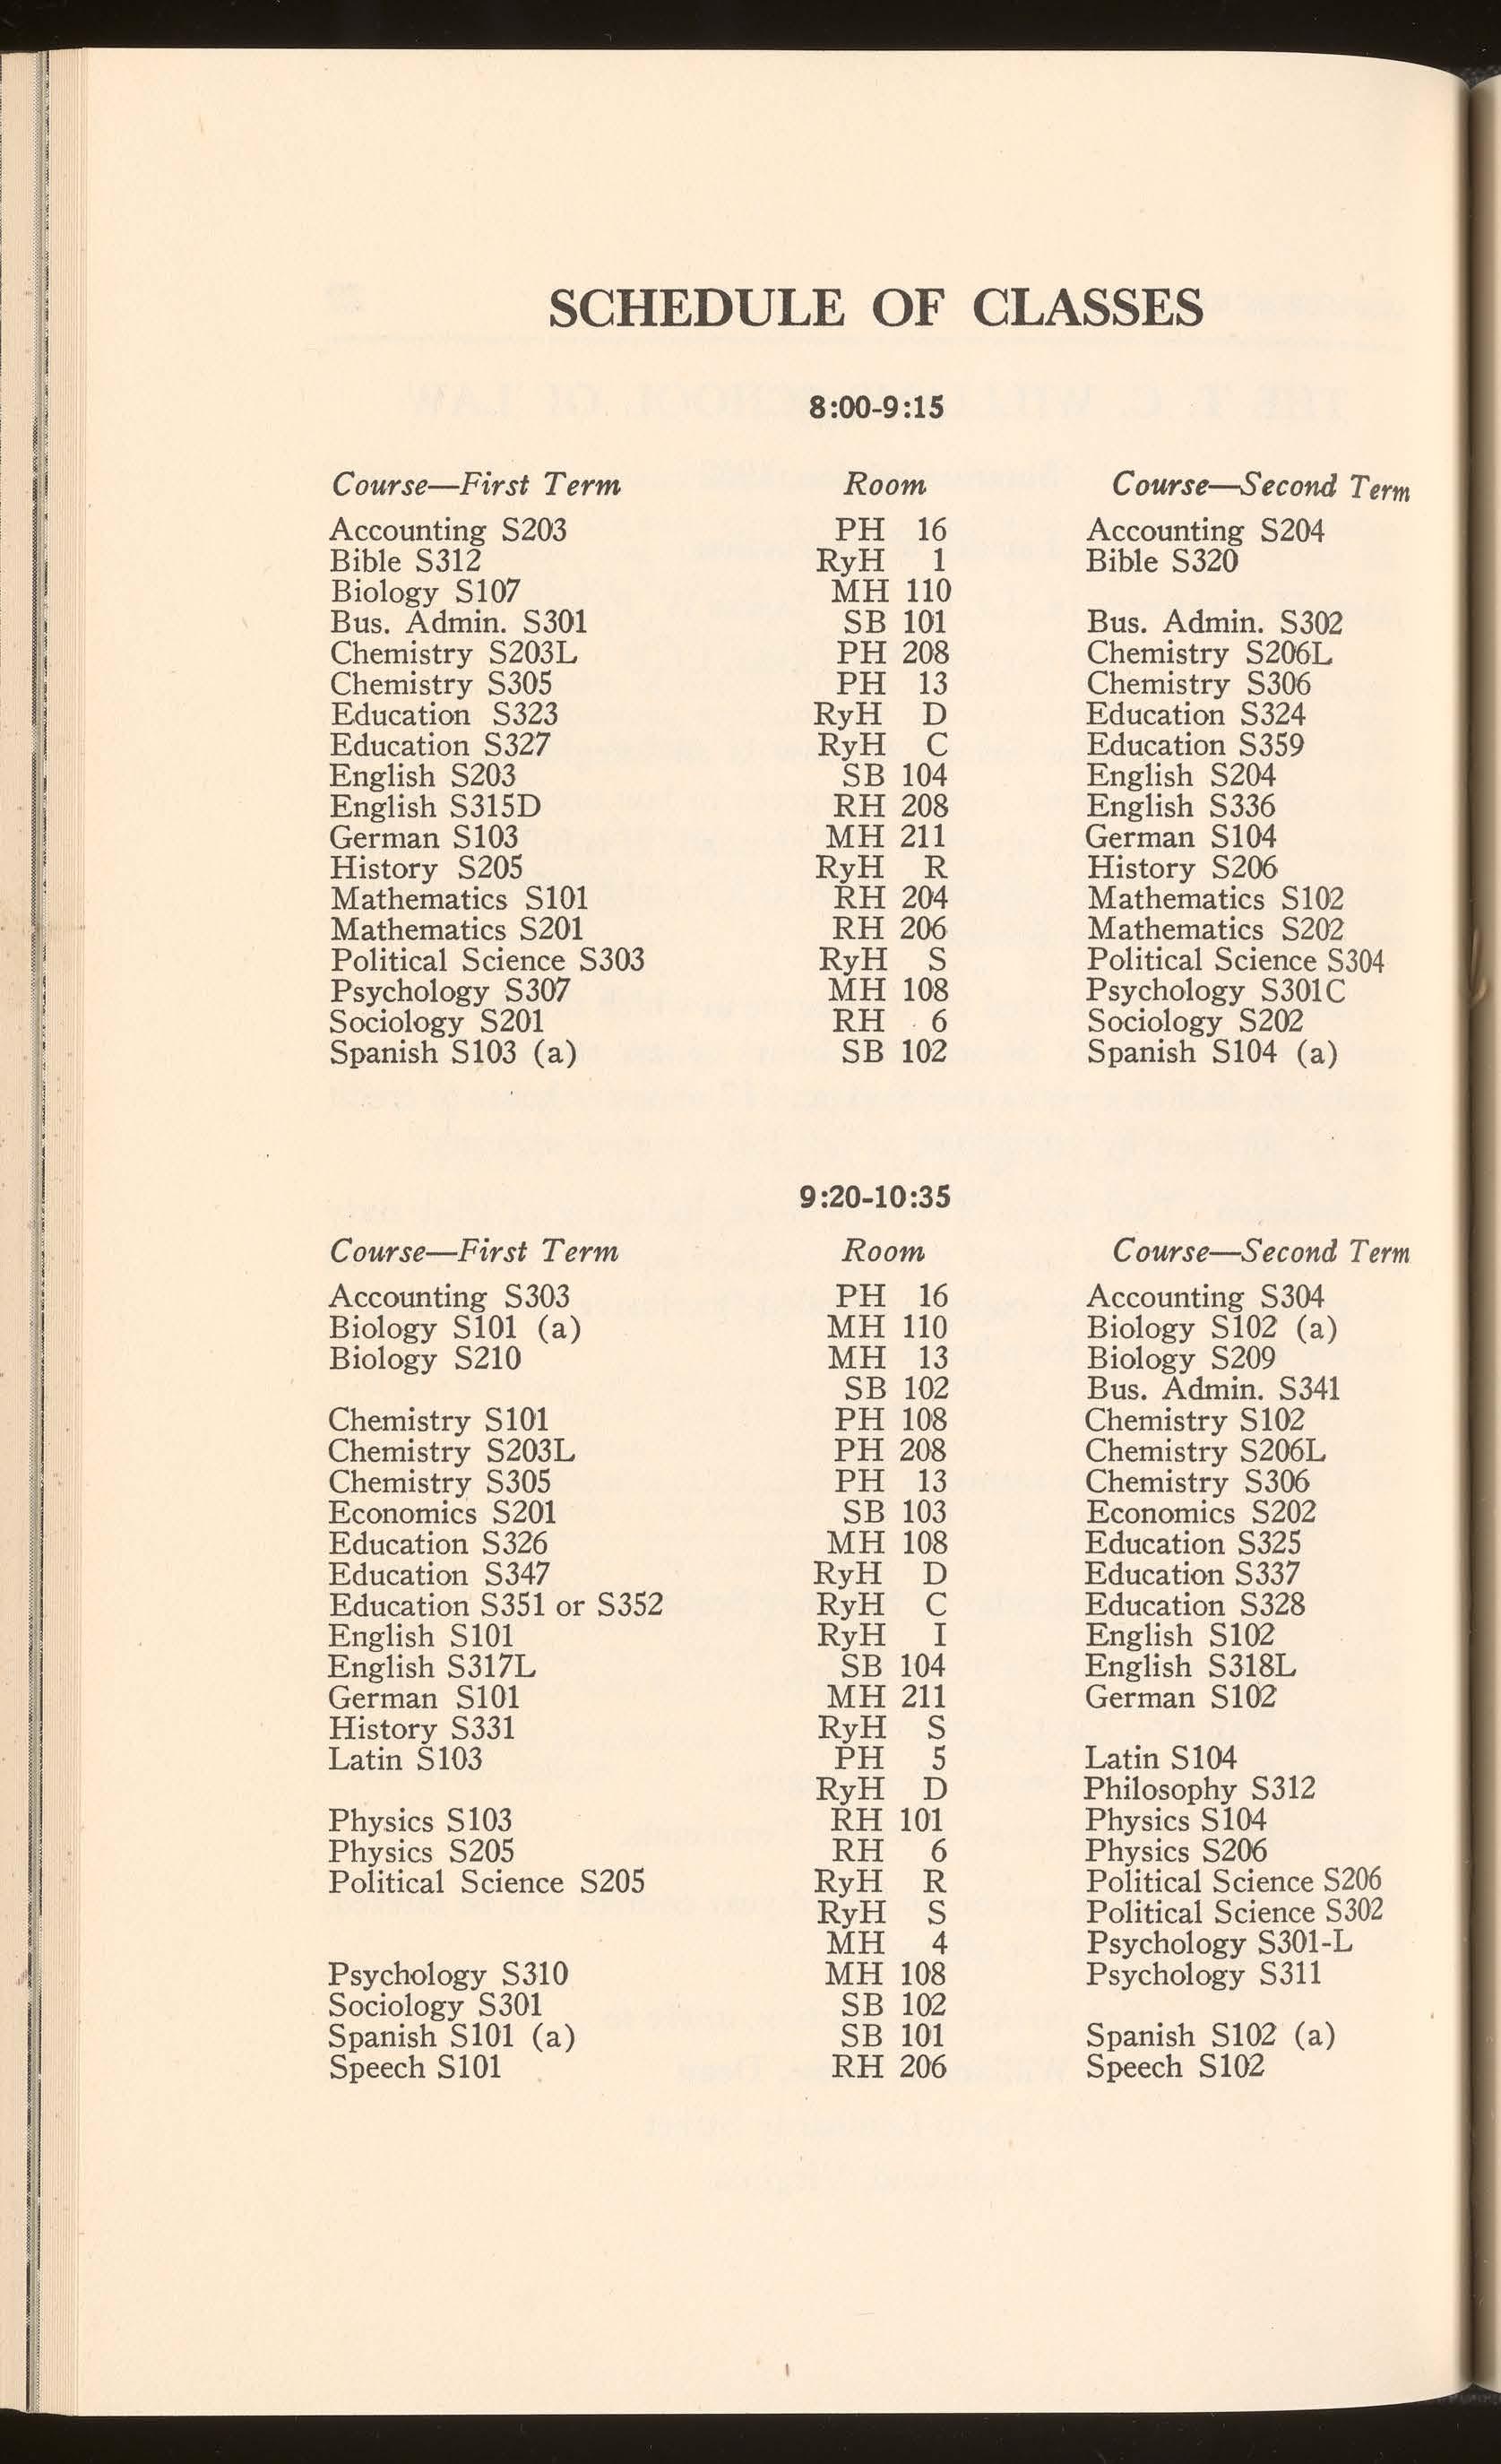 SCHEDULE OF CLASSES
8:00-9:15
Course—First Term Room Course—Second Term
Accounting S203 PH 16 Accounting S204
Bible S312 RyH 1 Bible S320
Biology S107 MH 110
Bus. Admin. S301 SB 101 Bus. Admin. S302
Chemistry S203L PH 208 Chemistry S206L
Chemistry S305 PH 13 Chemistry S306
Education S323 RyH D Education S324
Education S327 RyH C Education S359
English S203 SB 104 English S204
English S315D RH 208 English S336
German S103 MH 211 German S104
History S205 RyH R History S206
Mathematics S101 RH 204 Mathematics S102
Mathematics S201 RH 206 Mathematics S202
Political Science S303 RyH S Political Science S304
Psychology S307 MH 108 Psychology S301C
Sociology S201 RH 6 Sociology S202
Spanish S103 (a) SB 102 Spanish S104 (a)
9:20-10:35
Course—First Term Room Course—Second Term
Accounting S303 PH 16 Accounting S304
Biology S101 (a) MH 110 Biology S102 (a)
Biology S210 MH 13 Biology S209
SB 102 Bus. Admin. S341
Chemistry S101 PH 108 Chemistry S102
Chemistry S203L PH 208 Chemistry S206L
Chemistry S305 PH 13 Chemistry S306
Economics S201 SB 103 Economics S202
Education S326 MH 108 Education S325
Education S347 RyH D Education S337
Education S351 or S352 RyH C Education S328
English S101 RyH I English S102
English S317L SB 104 English S318L
German S101 MH 211 German S102
History S331 RyH S
Latin S103 PH 5 Latin S104
RyH D Philosophy S312
Physics S103 RH 101 Physics S104
Physics S205 RH 6 Physics S206
Political Science S205 RyH R Political Science S206
RyH S Political Science S302
MH 4 Psychology S301-L
Psychology S310 MH 108 Psychology S311
Sociology S301 SB 102
Spanish S101 (a) SB 101 Spanish S102 (a)
Speech S101 RH 206 Speech S102